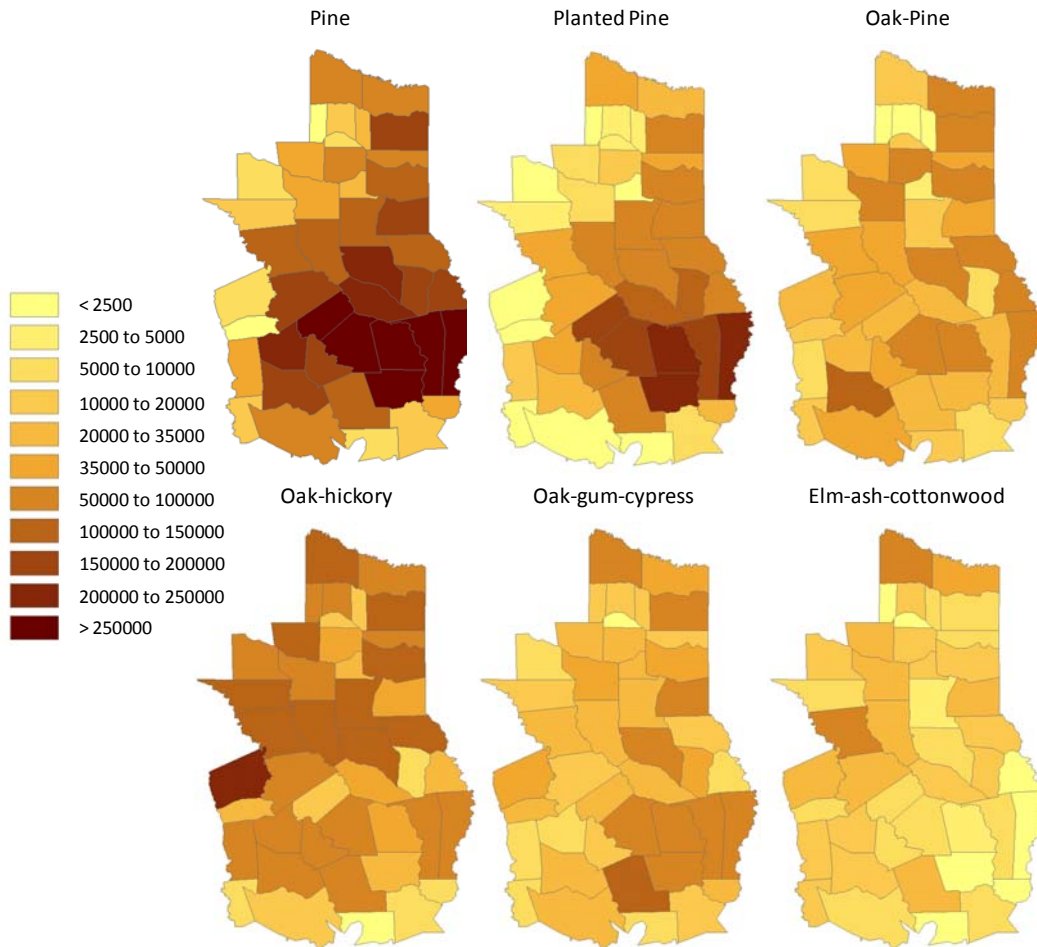 Pine
Planted Pine
Oak-Pine
< 2500
2500 to 5000
5000 to 10000
10000 to 20000
20000 to 35000
35000 to 50000
50000 to 100000
100000 to 150000
150000 to 200000
200000 to 250000
> 250000
Oak-hickory
Oak-gum-cypress
Elm-ash-cottonwood